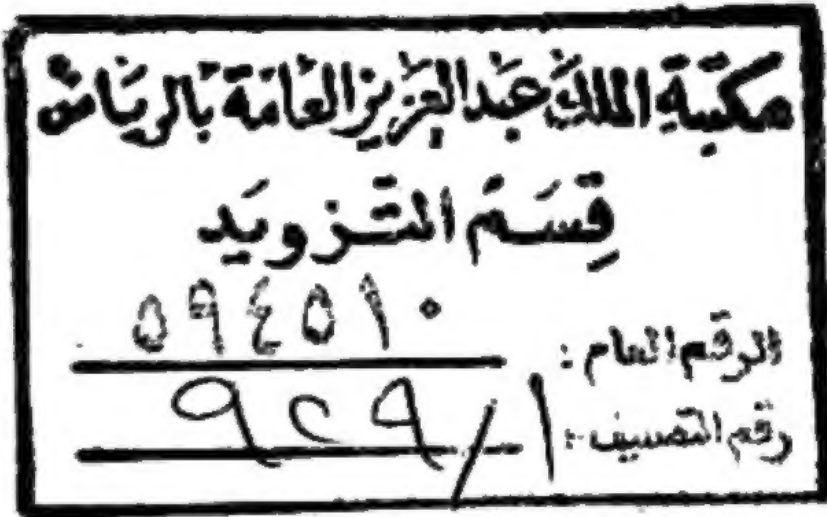 مكتبة الملك عبد العزيز العامة بالرياض
قسم التزويد
الرقم العام: ٥٩٤٥١٠
رقم التصنيف: ٩٢٩/١